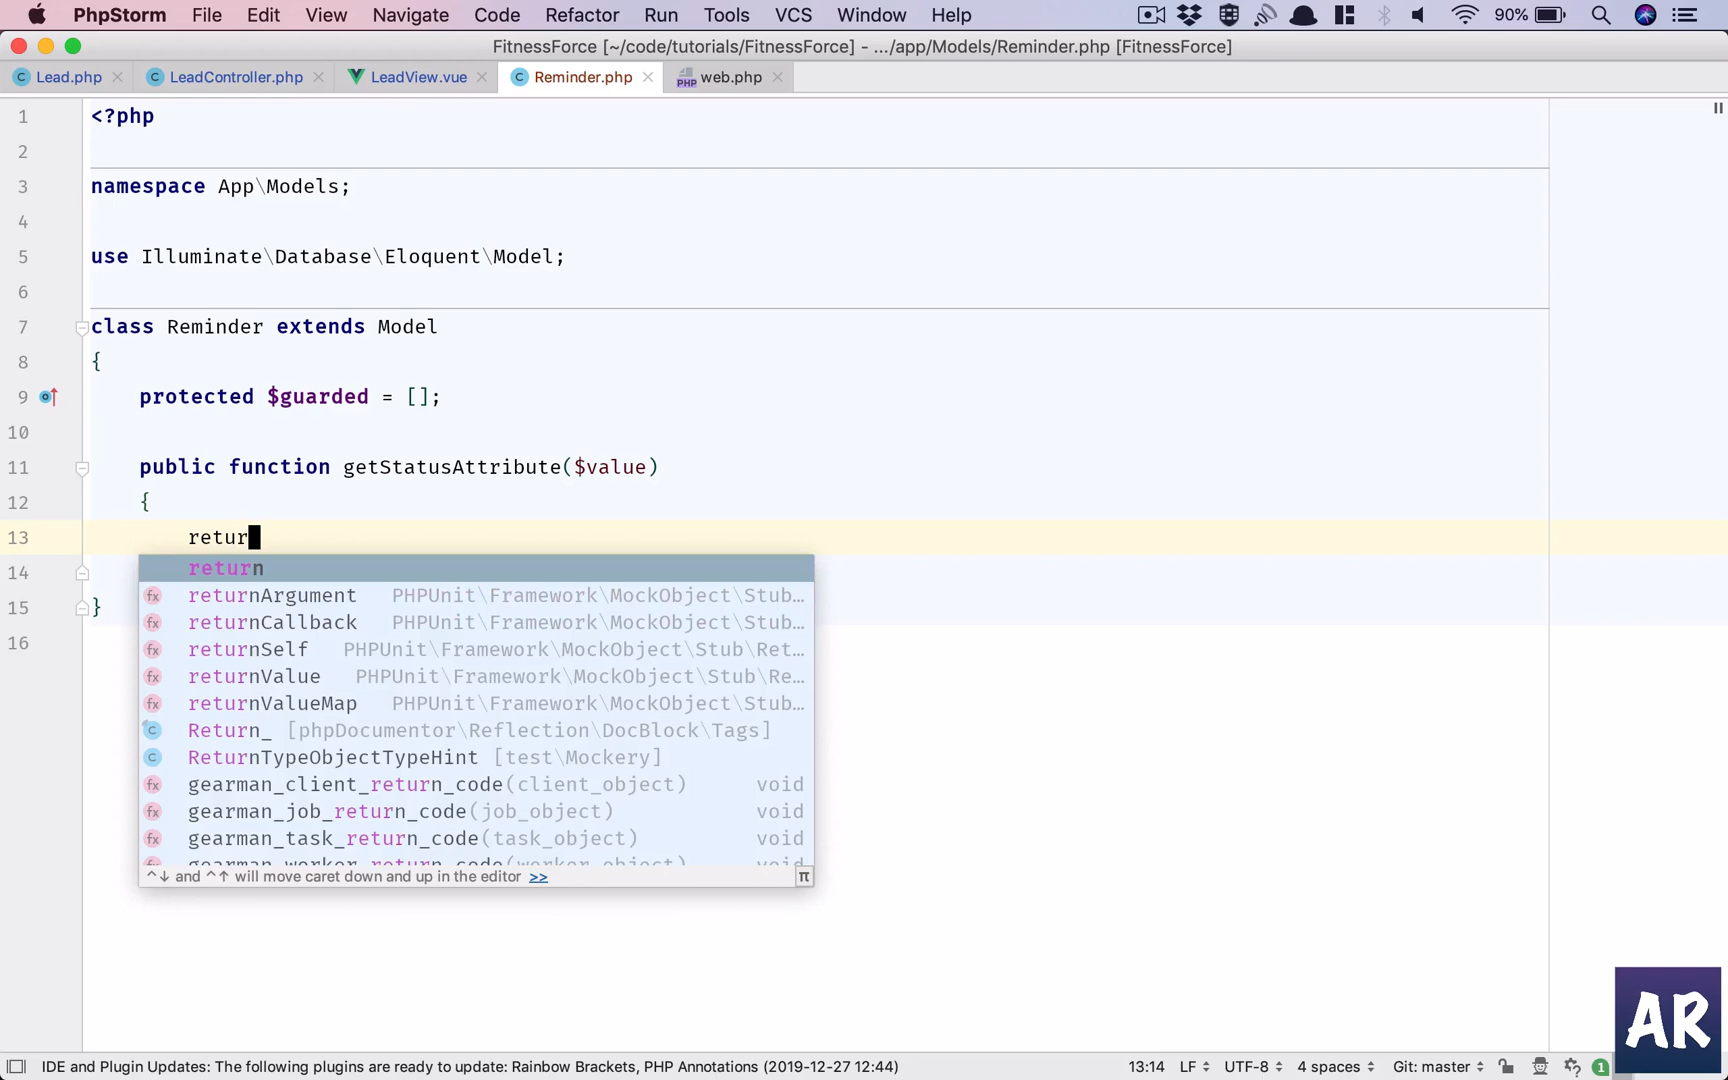 PhpStorm File Edit View Navigate Code Refactor Run Tools VCS Window Help 90%
FitnessForce [~/code/tutorials/FitnessForce] - .../app/Models/Reminder.php [FitnessForce]
Lead.php LeadController.php LeadView.vue Reminder.php web.php
1 <?php
2
3 namespace App\Models;
4
5 use Illuminate\Database\Eloquent\Model;
6
7 class Reminder extends Model
8 {
9 protected $guarded = [];
10
11 public function getStatusAttribute($value)
12 {
13 retur
14
15 }
16
return
returnArgument PHPUnit\Framework\MockObject\Stub…
returnCallback PHPUnit\Framework\MockObject\Stub…
returnSelf PHPUnit\Framework\MockObject\Stub\Ret…
returnValue PHPUnit\Framework\MockObject\Stub\Re…
returnValueMap PHPUnit\Framework\MockObject\Stub…
Return_ [phpDocumentor\Reflection\DocBlock\Tags]
ReturnTypeObjectTypeHint [test\Mockery]
gearman_client_return_code(client_object) void
gearman_job_return_code(job_object) void
gearman_task_return_code(task_object) void
gearman_worker_return_code(worker_object) void
^↓ and ^↑ will move caret down and up in the editor >> π
AR
IDE and Plugin Updates: The following plugins are ready to update: Rainbow Brackets, PHP Annotations (2019-12-27 12:44) 13:14 LF UTF-8 4 spaces Git: master 1